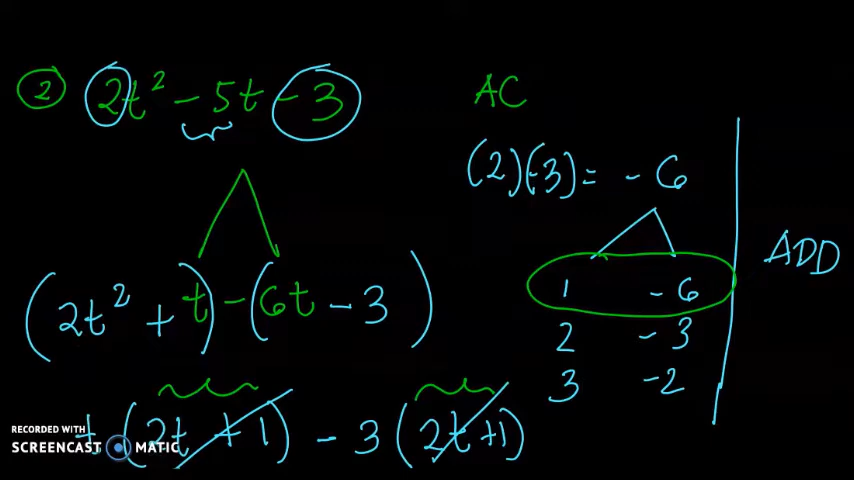 ② 2t² - 5t - 3
AC
(2)(-3) = -6
ADD
1 -6
2 -3
3 -2
(2t² + t) - (6t - 3)
t(2t + 1) - 3(2t + 1)
RECORDED WITH
SCREENCAST MATIC